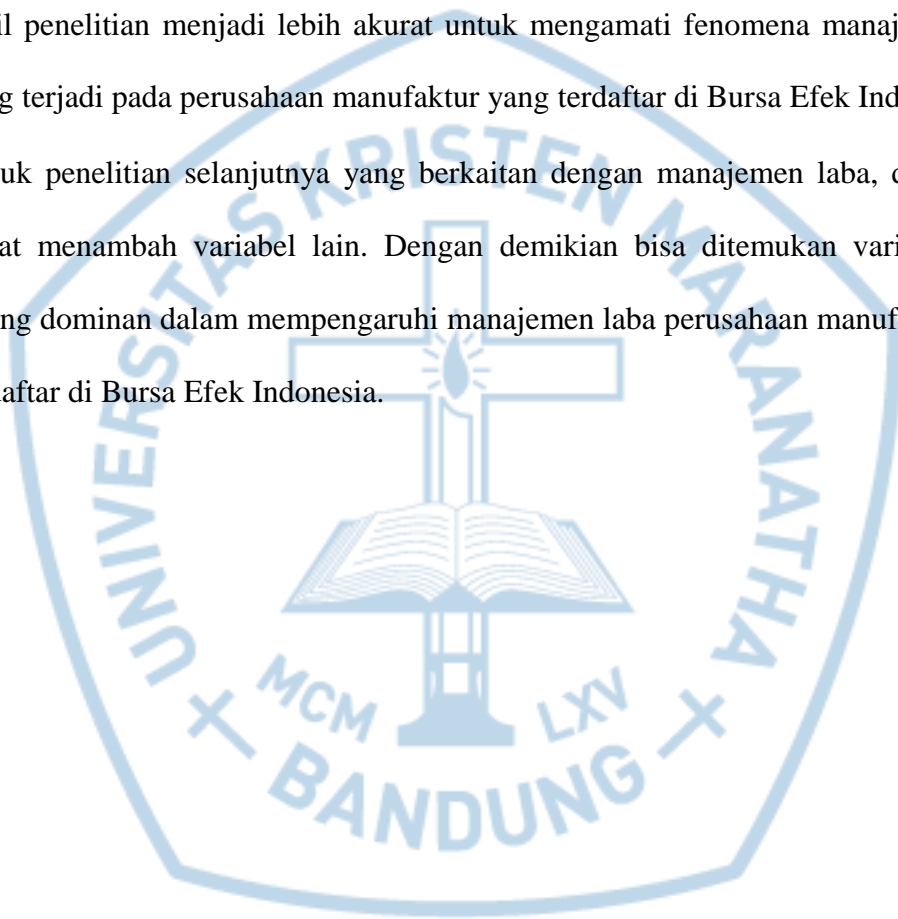 il penelitian menjadi lebih akurat untuk mengamati fenomena manaj
g terjadi pada perusahaan manufaktur yang terdaftar di Bursa Efek Ind
uk penelitian selanjutnya yang berkaitan dengan manajemen laba, d
at menambah variabel lain. Dengan demikian bisa ditemukan vari
ng dominan dalam mempengaruhi manajemen laba perusahaan manuf
daftar di Bursa Efek Indonesia.
UNIVERSITAS KRISTEN MARANATHA
MCM LXV
BANDUNG